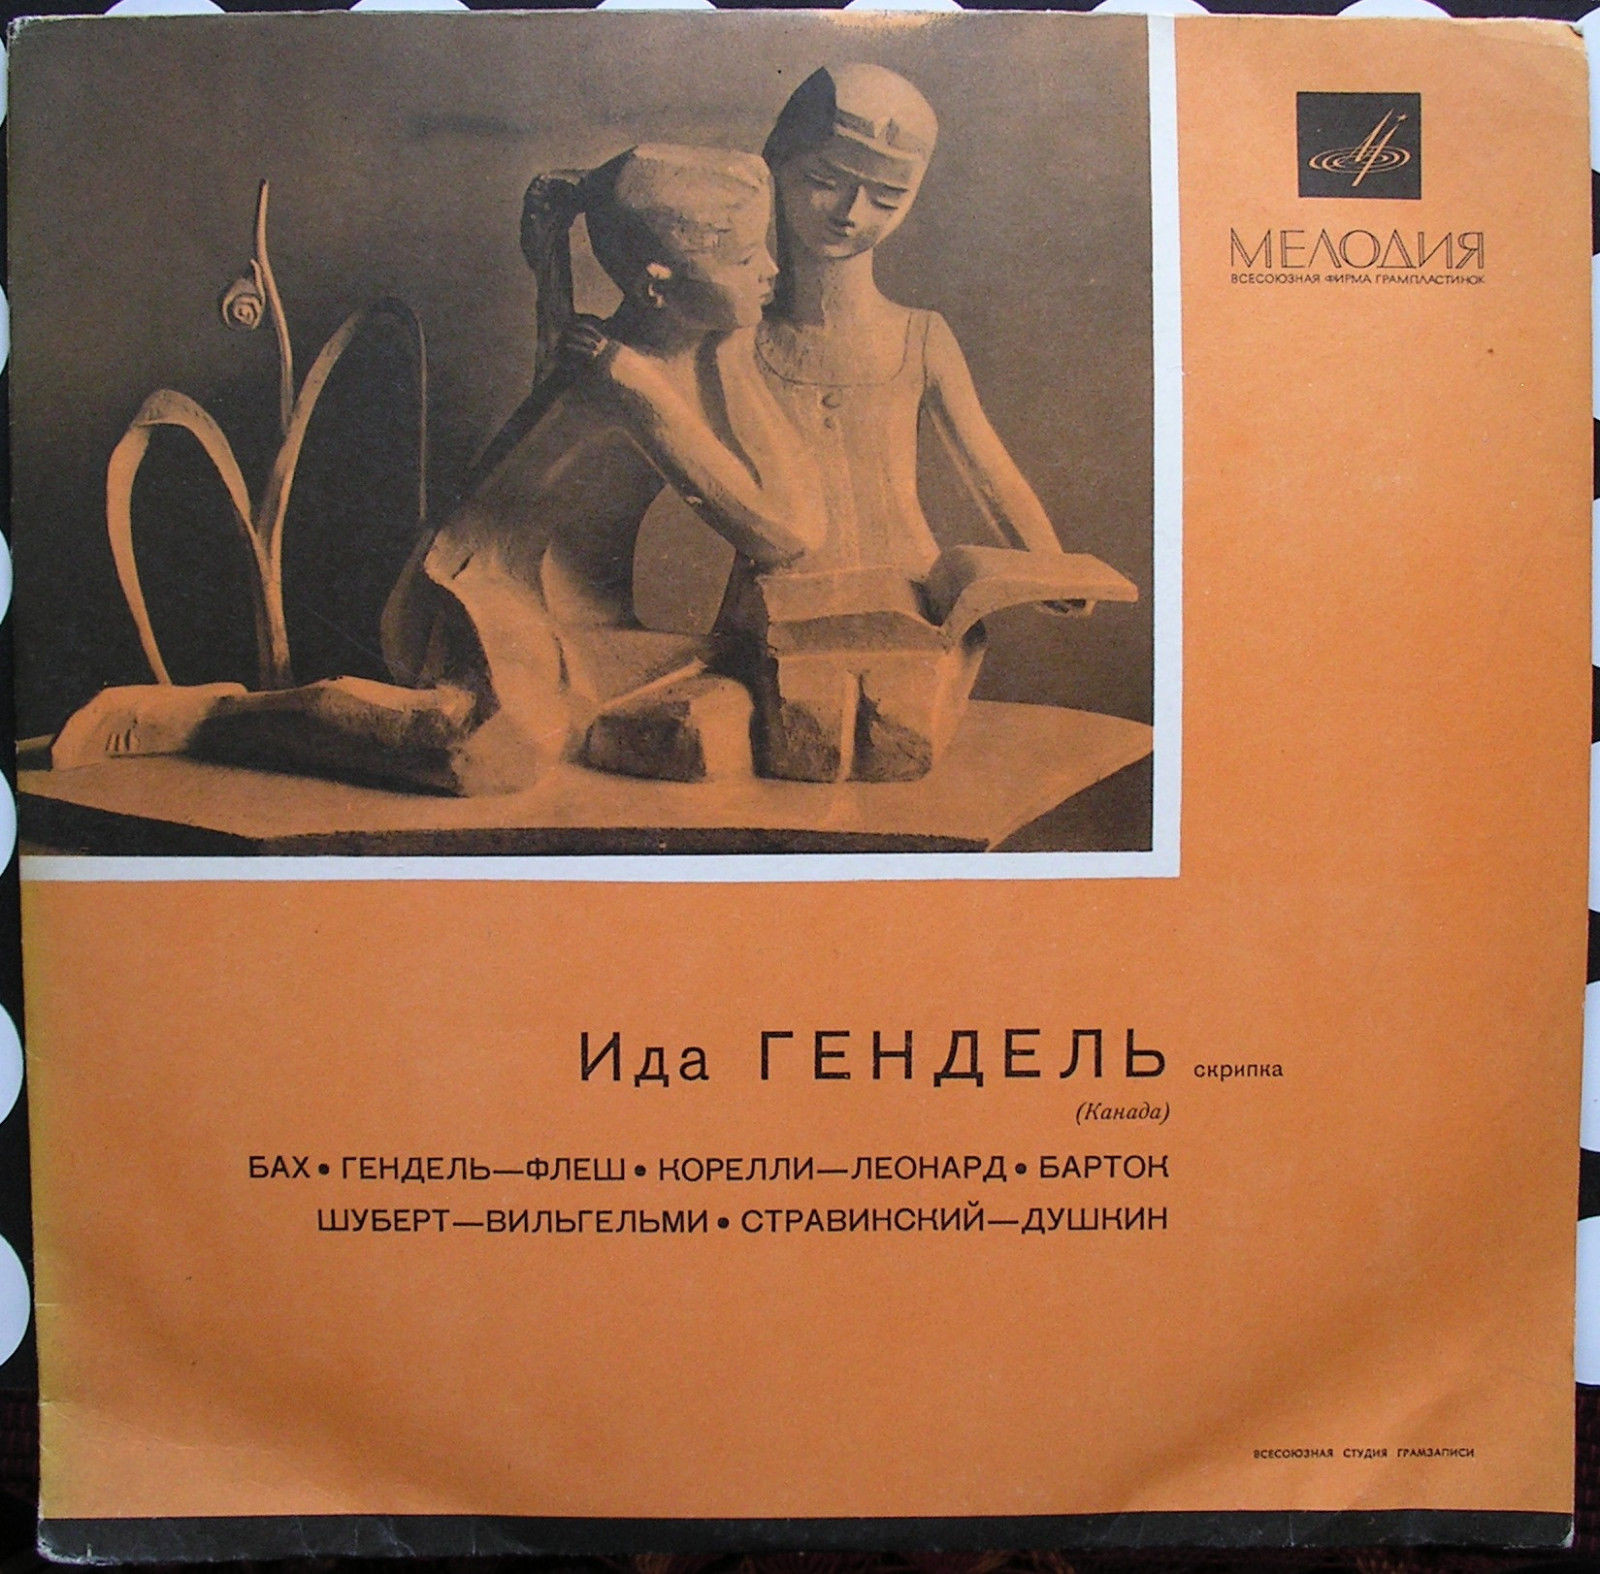 МЕЛОДИЯ
ВСЕСОЮЗНАЯ ФИРМА ГРАМПЛАСТИНОК
Ида ГЕНДЕЛЬ скрипка
(Канада)
БАХ • ГЕНДЕЛЬ—ФЛЕШ • КОРЕЛЛИ—ЛЕОНАРД • БАРТОК
ШУБЕРТ—ВИЛЬГЕЛЬМИ • СТРАВИНСКИЙ—ДУШКИН
ВСЕСОЮЗНАЯ СТУДИЯ ГРАМЗАПИСИ